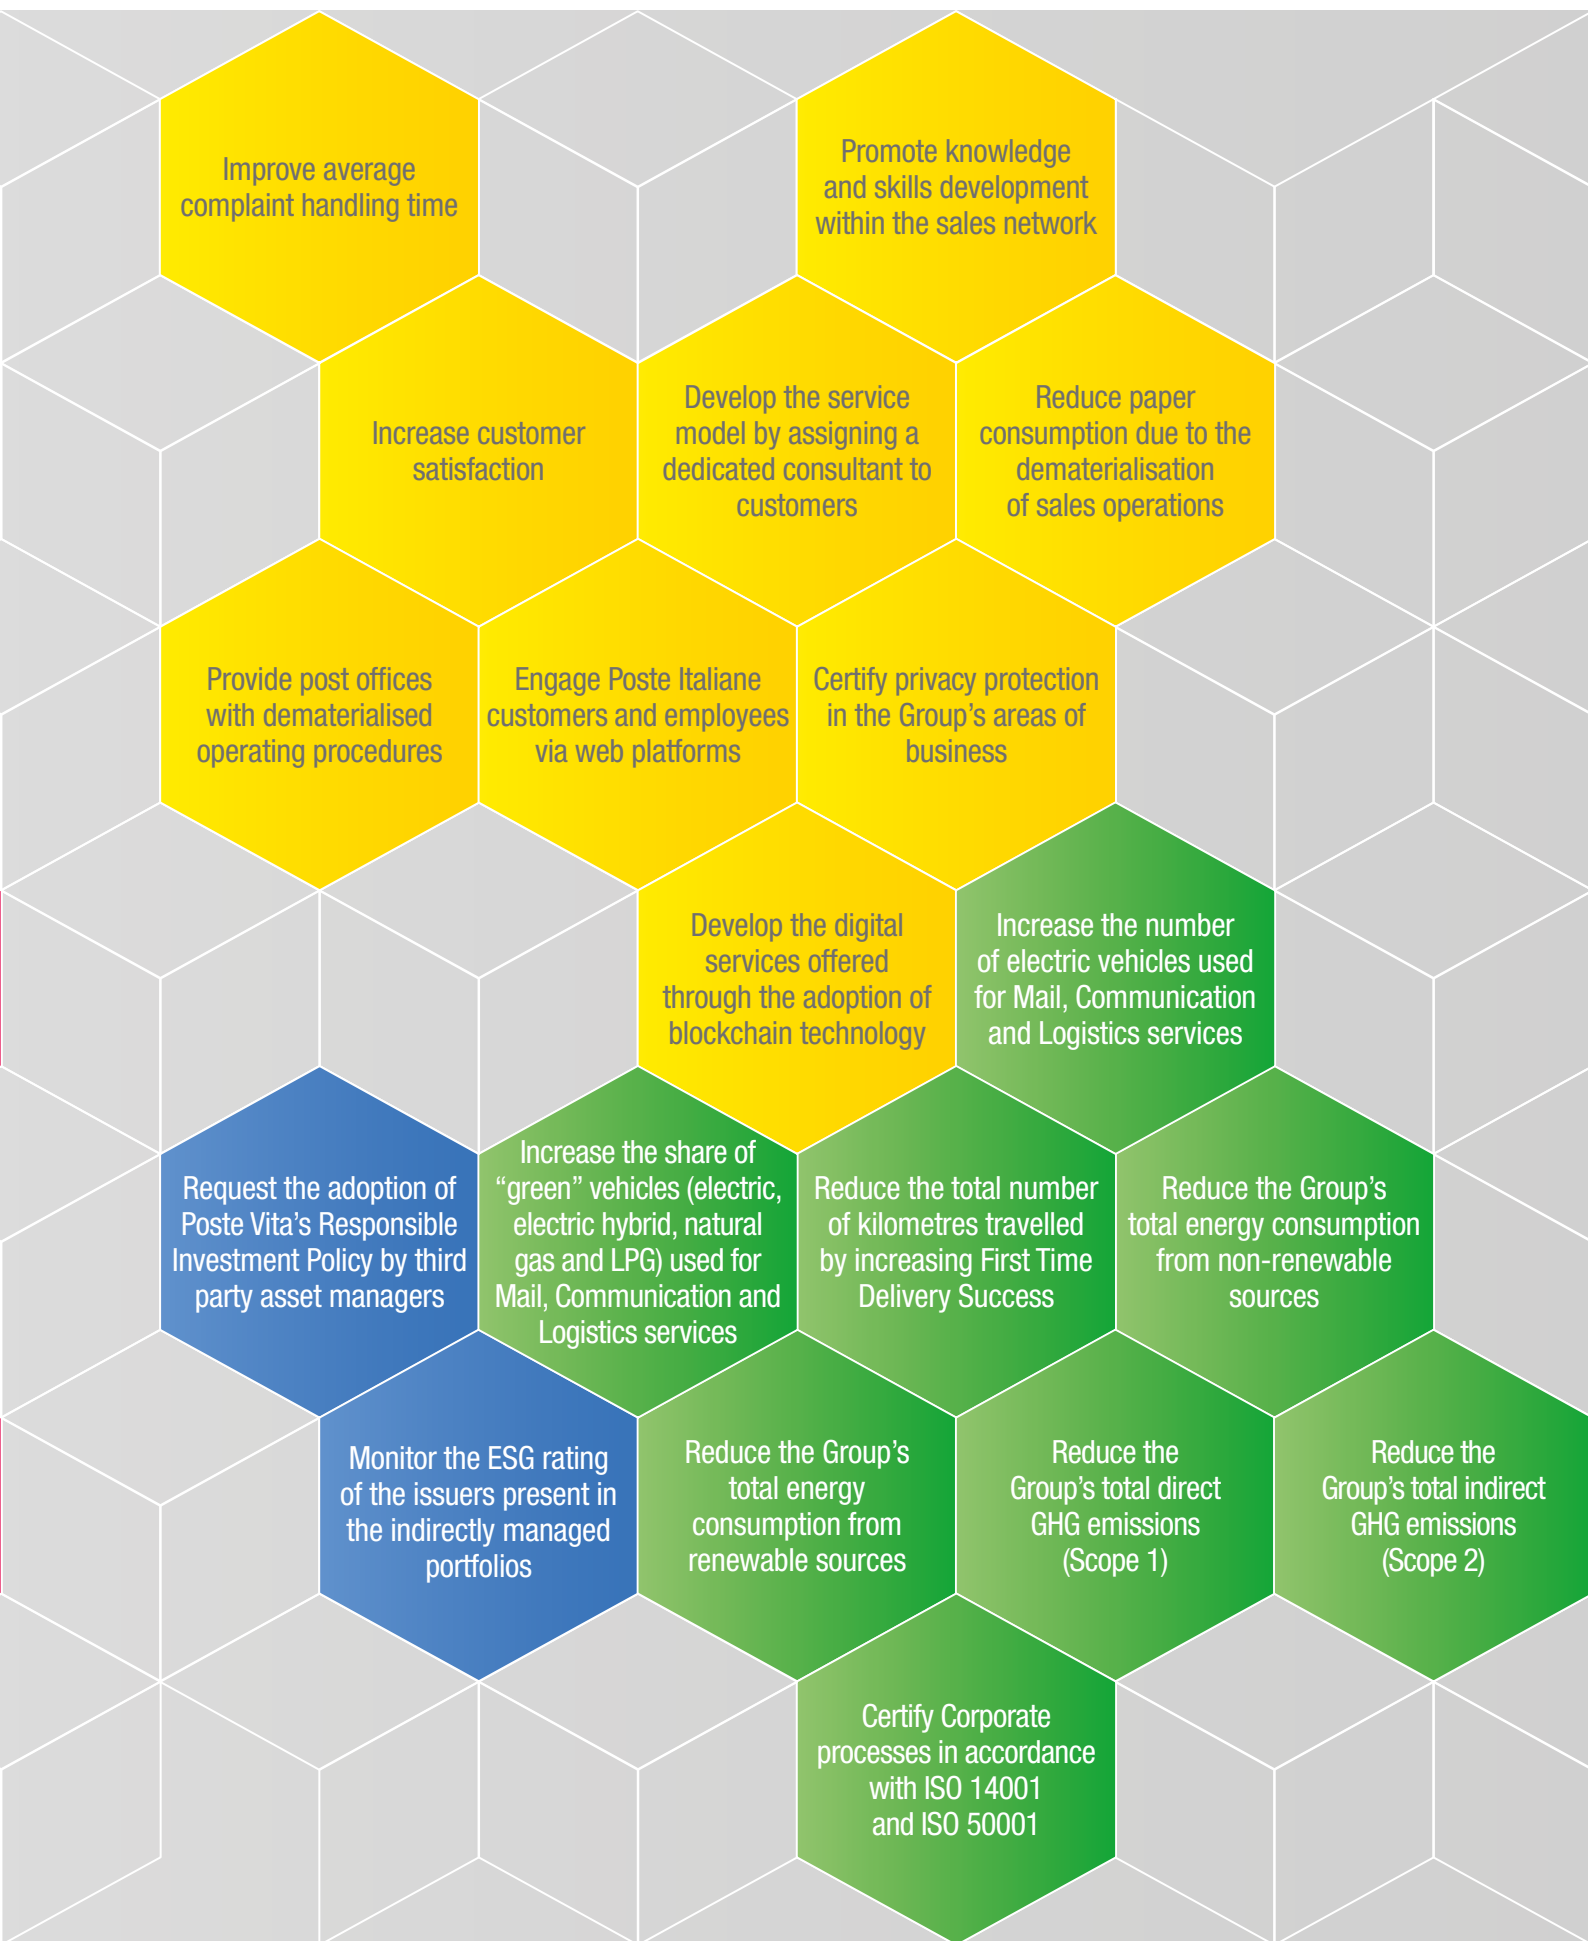 Improve average
complaint handling time
Promote knowledge
and skills development
within the sales network
Increase customer
satisfaction
Develop the service
model by assigning a
dedicated consultant to
customers
Reduce paper
consumption due to the
dematerialisation
of sales operations
Provide post offices
with dematerialised
operating procedures
Engage Poste Italiane
customers and employees
via web platforms
Certify privacy protection
in the Group’s areas of
business
Develop the digital
services offered
through the adoption of
blockchain technology
Increase the number
of electric vehicles used
for Mail, Communication
and Logistics services
Request the adoption of
Poste Vita’s Responsible
Investment Policy by third
party asset managers
Increase the share of
“green” vehicles (electric,
electric hybrid, natural
gas and LPG) used for
Mail, Communication and
Logistics services
Reduce the total number
of kilometres travelled
by increasing First Time
Delivery Success
Reduce the Group’s
total energy consumption
from non-renewable
sources
Monitor the ESG rating
of the issuers present in
the indirectly managed
portfolios
Reduce the Group’s
total energy
consumption from
renewable sources
Reduce the
Group’s total direct
GHG emissions
(Scope 1)
Reduce the
Group’s total indirect
GHG emissions
(Scope 2)
Certify Corporate
processes in accordance
with ISO 14001
and ISO 50001